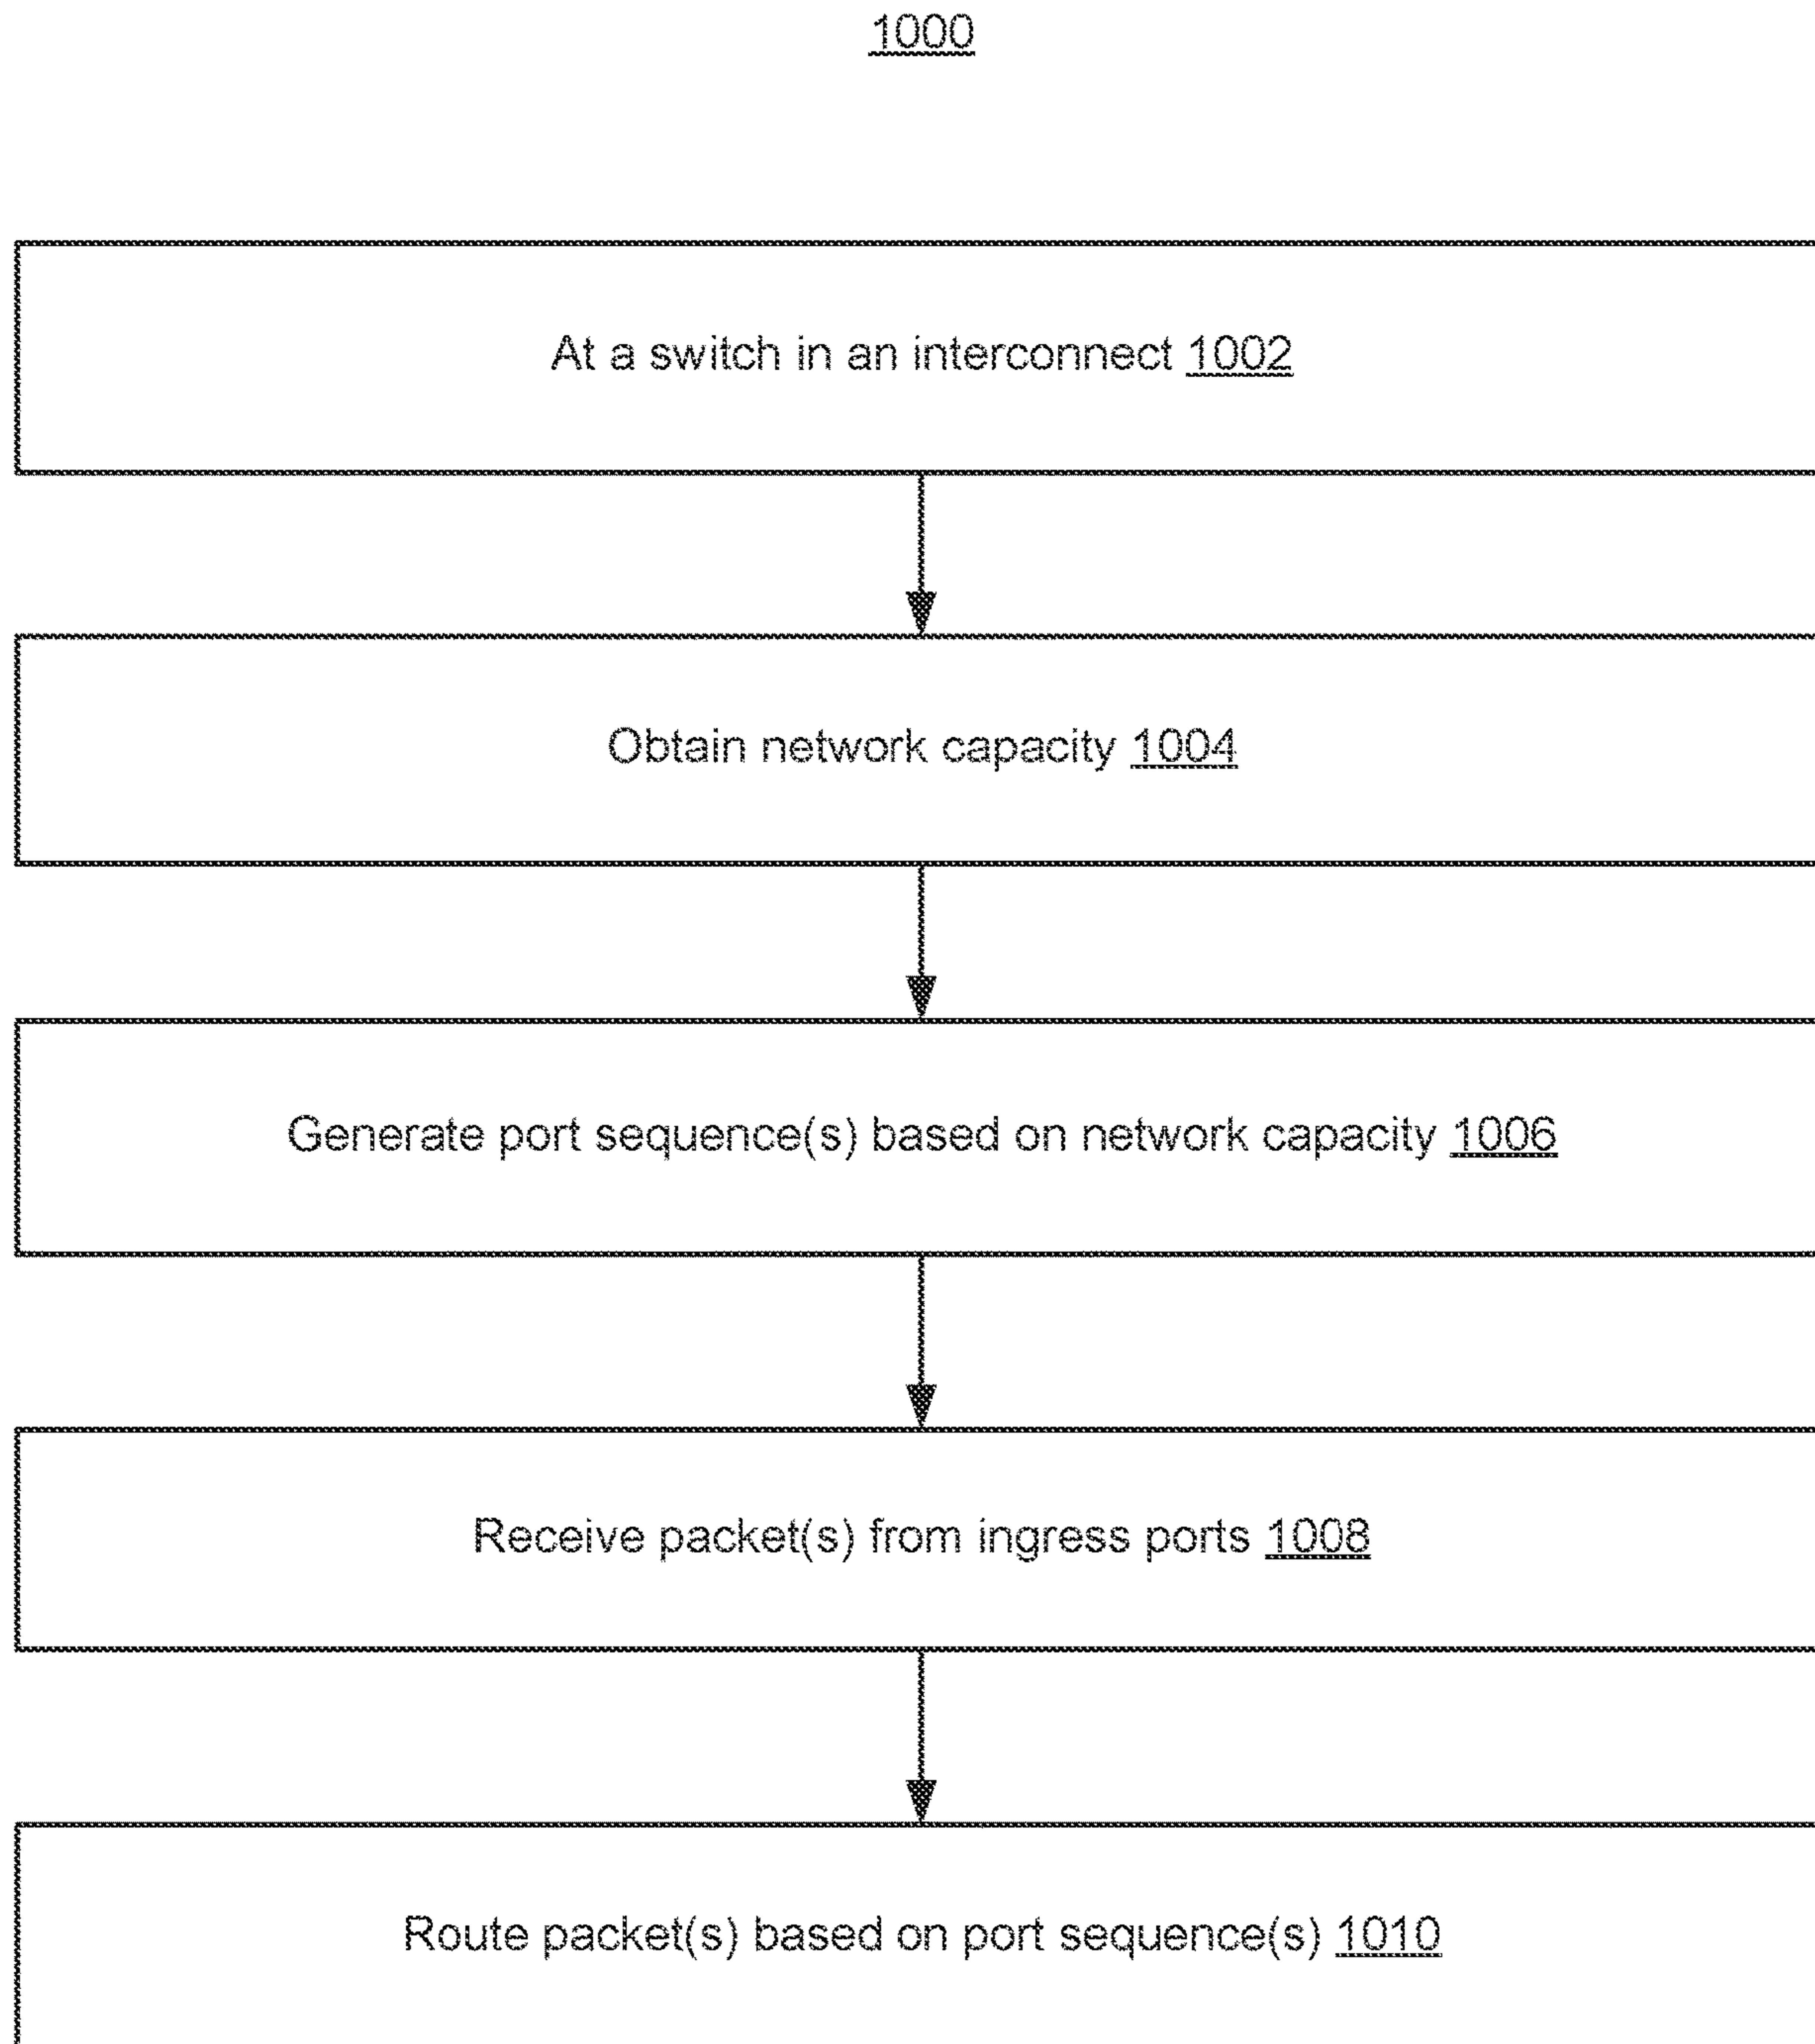 1000
At a switch in an interconnect 1002
Obtain network capacity 1004
Generate port sequence(s) based on network capacity 1006
Receive packet(s) from ingress ports 1008
Route packet(s) based on port sequence(s) 1010